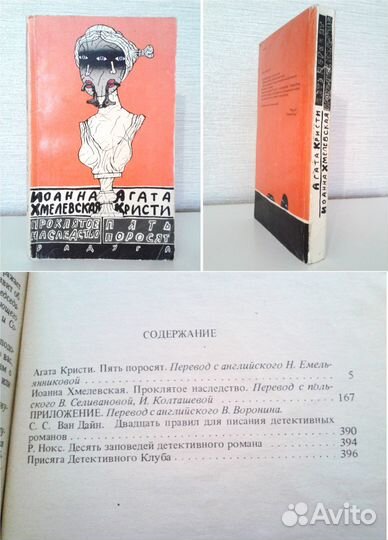 ИОАННА
ХМЕЛЕВСКАЯ
АГАТА
КРИСТИ
ПРОКЛЯТОЕ
НАСЛЕДСТВО
ПЯТЬ
ПОРОСЯТ
РАДУГА
АГАТА КРИСТИ
ИОАННА ХМЕЛЕВСКАЯ
СОДЕРЖАНИЕ
Агата Кристи. Пять поросят. Перевод с английского Н. Емель-
янниковой 5
Иоанна Хмелевская. Проклятое наследство. Перевод с поль-
ского В. Селивановой, И. Колташевой 167
ПРИЛОЖЕНИЕ. Перевод с английского В. Воронина.
С. С. Ван Дайн. Двадцать правил для писания детективных
романов 390
Р. Нокс. Десять заповедей детективного романа 394
Присяга Детективного Клуба 396
Avito